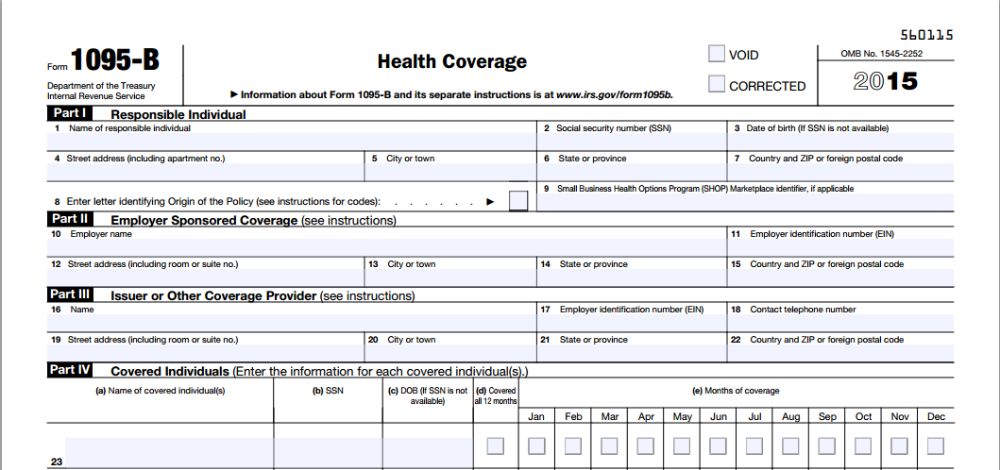 560115
Form 1095-B
Department of the Treasury
Internal Revenue Service
Health Coverage
▶ Information about Form 1095-B and its separate instructions is at www.irs.gov/form1095b.
VOID
CORRECTED
OMB No. 1545-2252
2015
Part I Responsible Individual
1 Name of responsible individual
2 Social security number (SSN)
3 Date of birth (If SSN is not available)
4 Street address (including apartment no.)
5 City or town
6 State or province
7 Country and ZIP or foreign postal code
8 Enter letter identifying Origin of the Policy (see instructions for codes): . . . . . . ▶
9 Small Business Health Options Program (SHOP) Marketplace identifier, if applicable
Part II Employer Sponsored Coverage (see instructions)
10 Employer name
11 Employer identification number (EIN)
12 Street address (including room or suite no.)
13 City or town
14 State or province
15 Country and ZIP or foreign postal code
Part III Issuer or Other Coverage Provider (see instructions)
16 Name
17 Employer identification number (EIN)
18 Contact telephone number
19 Street address (including room or suite no.)
20 City or town
21 State or province
22 Country and ZIP or foreign postal code
Part IV Covered Individuals (Enter the information for each covered individual(s).)
(a) Name of covered individual(s)
(b) SSN
(c) DOB (If SSN is not
available)
(d) Covered
all 12 months
(e) Months of coverage
Jan Feb Mar Apr May Jun Jul Aug Sep Oct Nov Dec
23